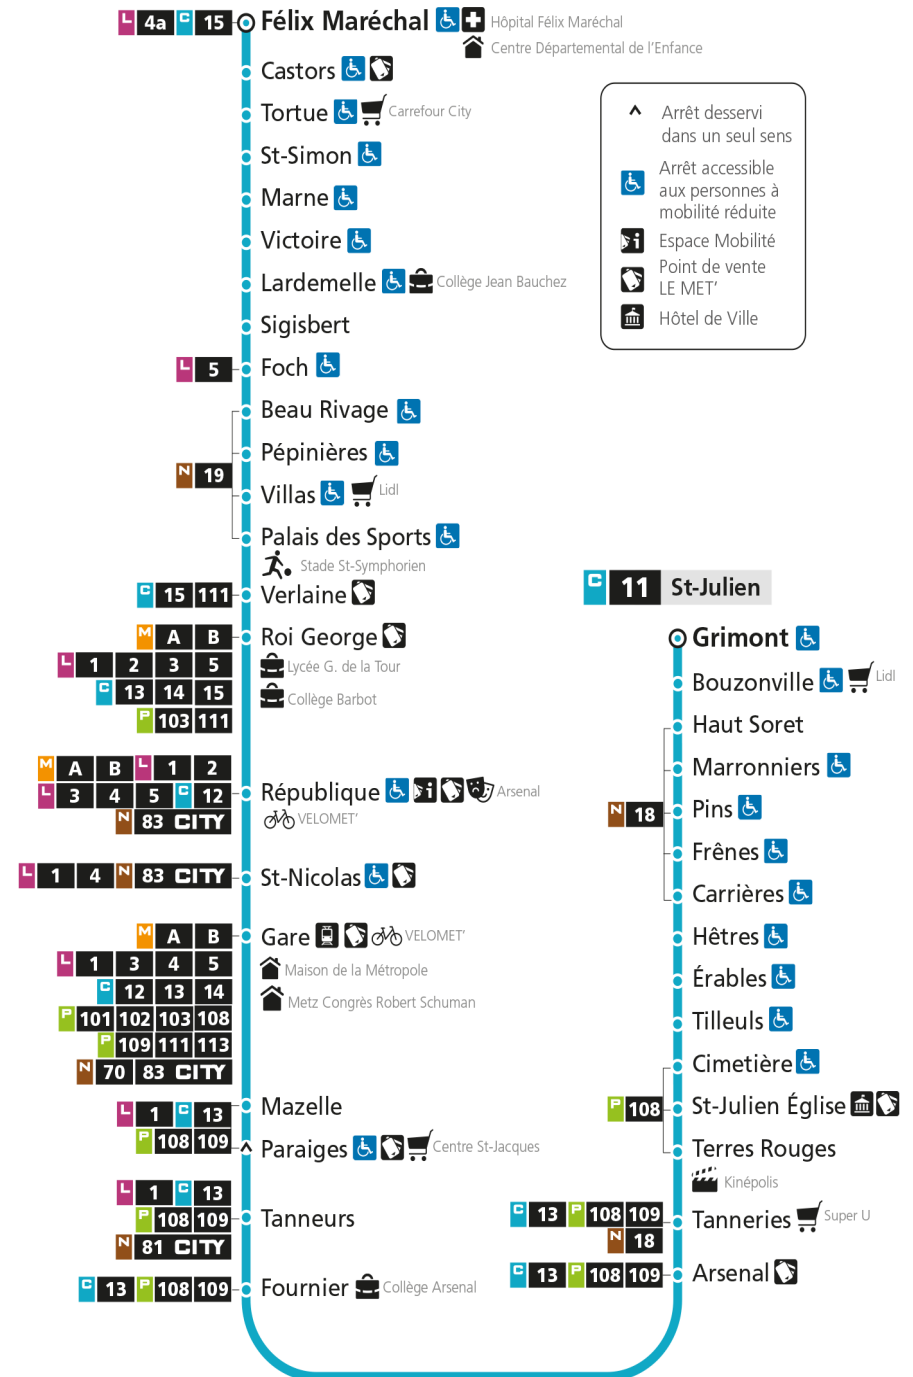 L 4a C 15 Félix Maréchal Hôpital Félix Maréchal
Centre Départemental de l'Enfance
Castors
Tortue Carrefour City
St-Simon
Marne
Victoire
Lardemelle Collège Jean Bauchez
Sigisbert
L 5 Foch
Beau Rivage
Pépinières
N 19
Villas Lidl
Palais des Sports
Stade St-Symphorien
C 15 111 Verlaine
M A B Roi George
L 1 2 3 5 Lycée G. de la Tour
C 13 14 15 Collège Barbot
P 103 111
M A B L 1 2
L 3 4 5 C 12 République Arsenal
N 83 CITY VELOMET'
L 1 4 N 83 CITY St-Nicolas
M A B Gare VELOMET'
L 1 3 4 5 Maison de la Métropole
C 12 13 14 Metz Congrès Robert Schuman
P 101 102 103 108
P 109 111 113
N 70 83 CITY
L 1 C 13 Mazelle
P 108 109 Paraiges Centre St-Jacques
L 1 C 13
P 108 109 Tanneurs
N 81 CITY
C 13 P 108 109 Fournier Collège Arsenal
Arrêt desservi
dans un seul sens
Arrêt accessible
aux personnes à
mobilité réduite
Espace Mobilité
Point de vente
LE MET'
Hôtel de Ville
C 11 St-Julien
Grimont
Bouzonville Lidl
Haut Soret
Marronniers
N 18 Pins
Frênes
Carrières
Hêtres
Érables
Tilleuls
Cimetière
P 108 St-Julien Église
Terres Rouges
Kinépolis
C 13 P 108 109 Tanneries Super U
N 18
C 13 P 108 109 Arsenal